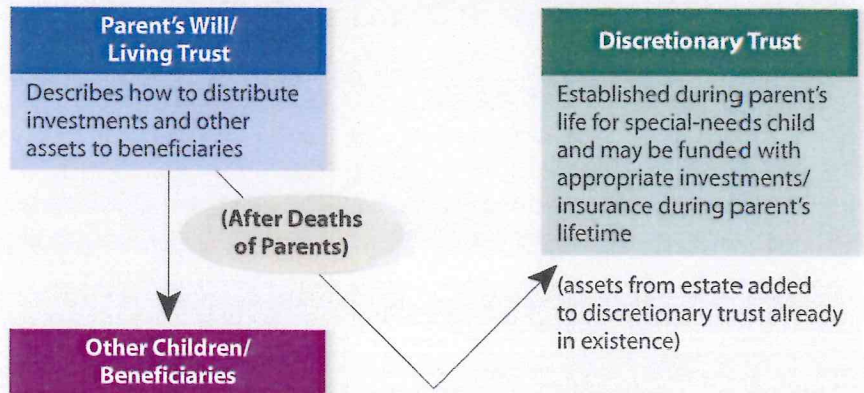 Parent's Will/
Living Trust
Describes how to distribute
investments and other
assets to beneficiaries
(After Deaths
of Parents)
Other Children/
Beneficiaries
Discretionary Trust
Established during parent's
life for special-needs child
and may be funded with
appropriate investments/
insurance during parent's
lifetime
(assets from estate added
to discretionary trust already
in existence)